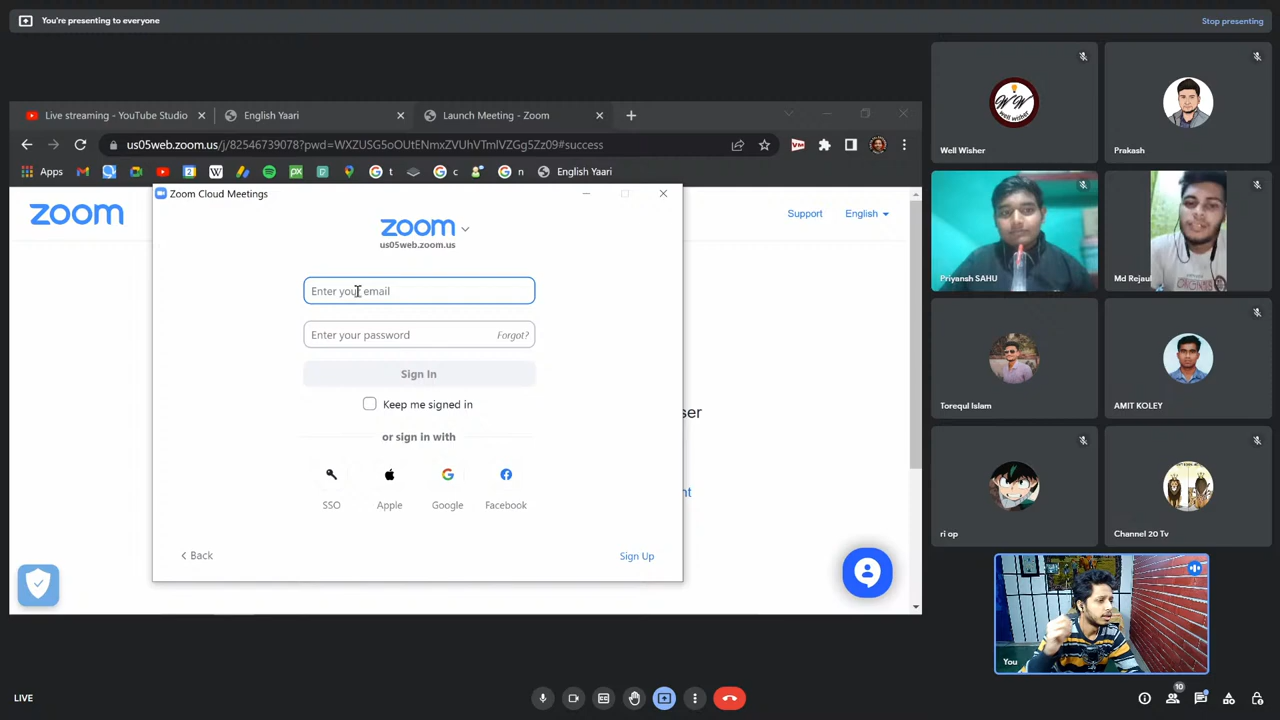 You're presenting to everyone
Stop presenting
Live streaming - YouTube Studio
English Yaari
Launch Meeting - Zoom
us05web.zoom.us/j/82546739078?pwd=WXZUSG5oOUtENmxZVUhVTmlVZGg5Zz09#success
Apps
G t
G c
G n
English Yaari
zoom
Support
English
Zoom Cloud Meetings
zoom
us05web.zoom.us
Enter your email
Enter your password
Forgot?
Sign In
Keep me signed in
or sign in with
SSO
Apple
Google
Facebook
Back
Sign Up
ser
nt
Well Wisher
Prakash
Priyansh SAHU
Md Rejaul
Torequl Islam
AMIT KOLEY
ri op
Channel 20 Tv
You
LIVE
10